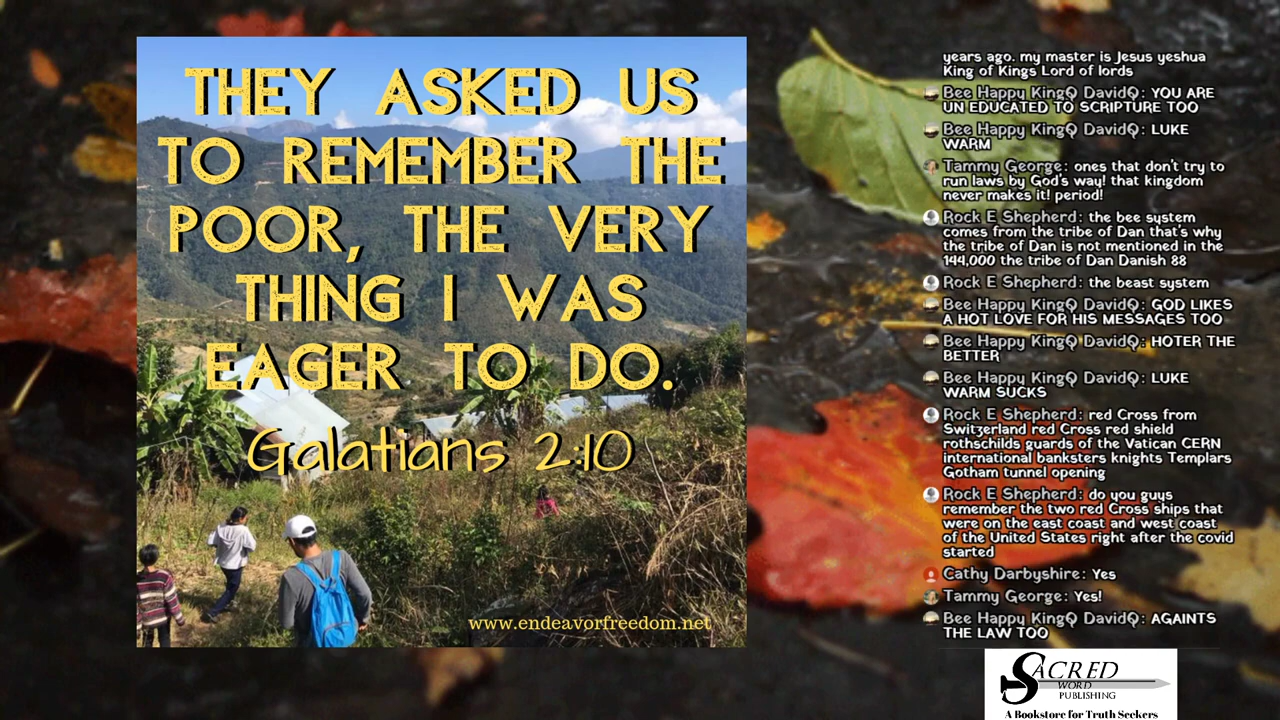 THEY ASKED US
TO REMEMBER THE
POOR, THE VERY
THING I WAS
EAGER TO DO.
Galatians 2:10
www.endeavorfreedom.net
years ago. my master is Jesus yeshua
King of Kings Lord of lords
Bee Happy KingQ DavidQ: YOU ARE
UN EDUCATED TO SCRIPTURE TOO
Bee Happy KingQ DavidQ: LUKE
WARM
Tammy George: ones that don't try to
run laws by God's way! that kingdom
never makes it! period!
Rock E Shepherd: the bee system
comes from the tribe of Dan that's why
the tribe of Dan is not mentioned in the
144,000 the tribe of Dan Danish 88
Rock E Shepherd: the beast system
Bee Happy KingQ DavidQ: GOD LIKES
A HOT LOVE FOR HIS MESSAGES TOO
Bee Happy KingQ DavidQ: HOTER THE
BETTER
Bee Happy KingQ DavidQ: LUKE
WARM SUCKS
Rock E Shepherd: red Cross from
Switzerland red Cross red shield
rothschilds guards of the Vatican CERN
international banksters knights Templars
Gotham tunnel opening
Rock E Shepherd: do you guys
remember the two red Cross ships that
were on the east coast and west coast
of the United States right after the covid
started
Cathy Darbyshire: Yes
Tammy George: Yes!
Bee Happy KingQ DavidQ: AGAINTS
THE LAW TOO
SACRED
WORD
PUBLISHING
A Bookstore for Truth Seekers